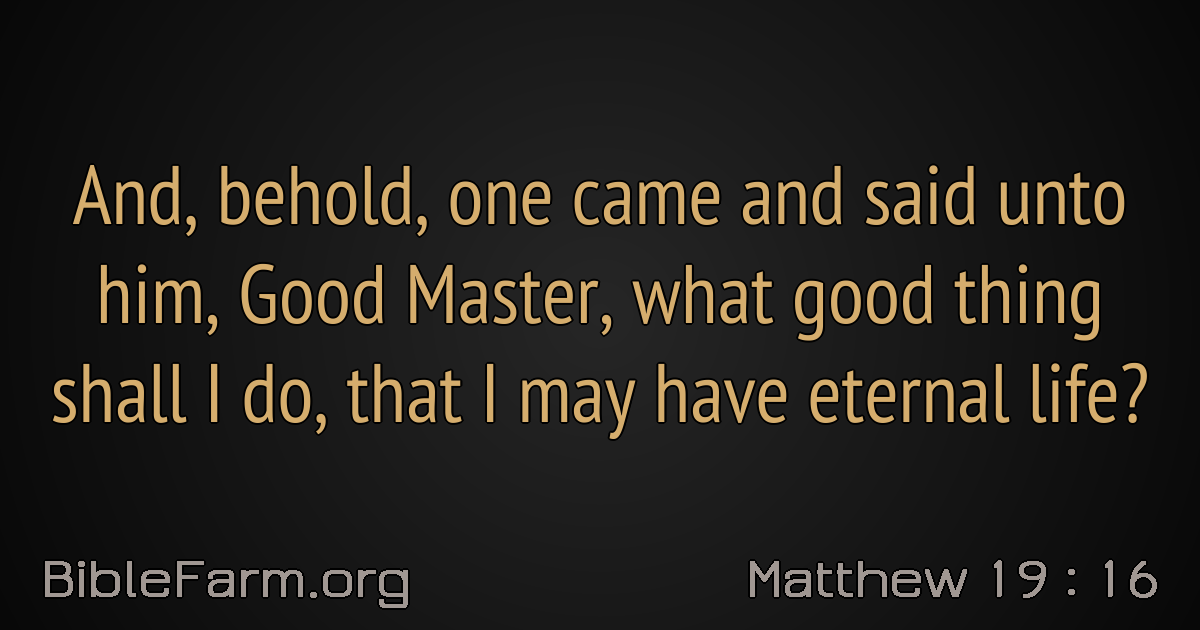 And, behold, one came and said unto
him, Good Master, what good thing
shall I do, that I may have eternal life?
BibleFarm.org
Matthew 19 : 16